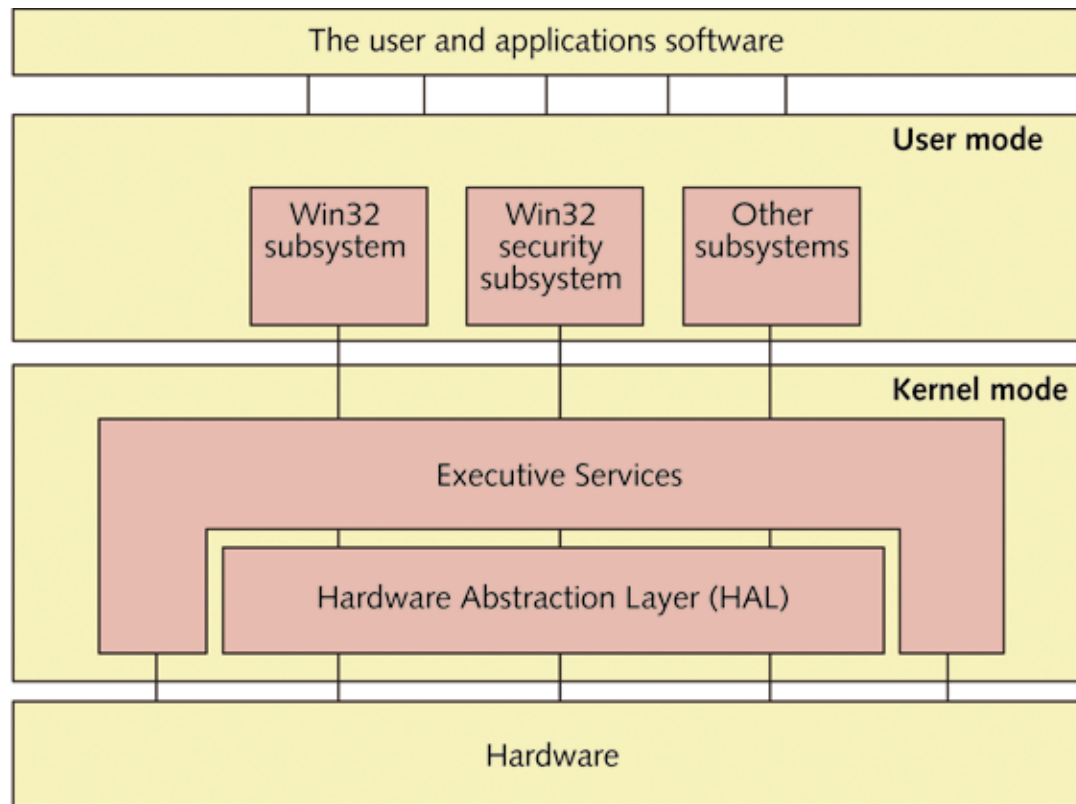 The user and applications software
User mode
Win32
subsystem
Win32
security
subsystem
Other
subsystems
Kernel mode
Executive Services
Hardware Abstraction Layer (HAL)
Hardware